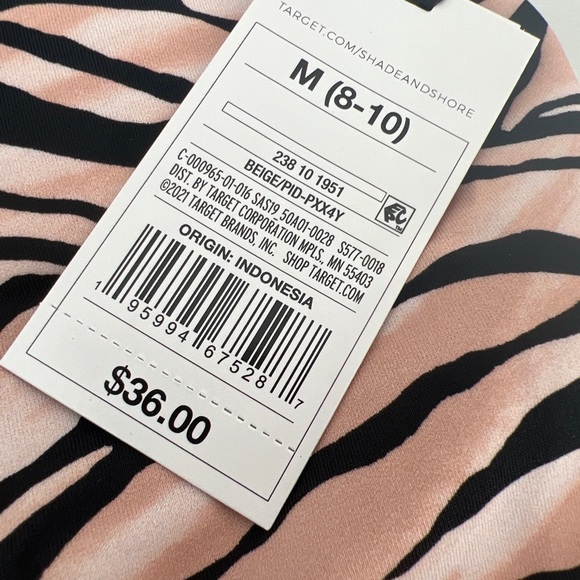 TARGET.COM/SHADEANDSHORE
M (8-10)
238 10 1951
BEIGE/PID-PXX4Y
C-000965-01-016 SAS19 50A01-0028 S577-0018
DIST. BY TARGET CORPORATION MPLS., MN 55403
©2021 TARGET BRANDS, INC. SHOP TARGET.COM
ORIGIN: INDONESIA
1 95994 67528 7
$36.00